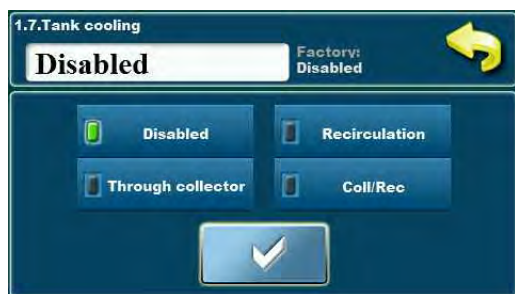 1.7.Tank cooling
Disabled
Factory:
Disabled
Disabled
Recirculation
Through collector
Coll/Rec